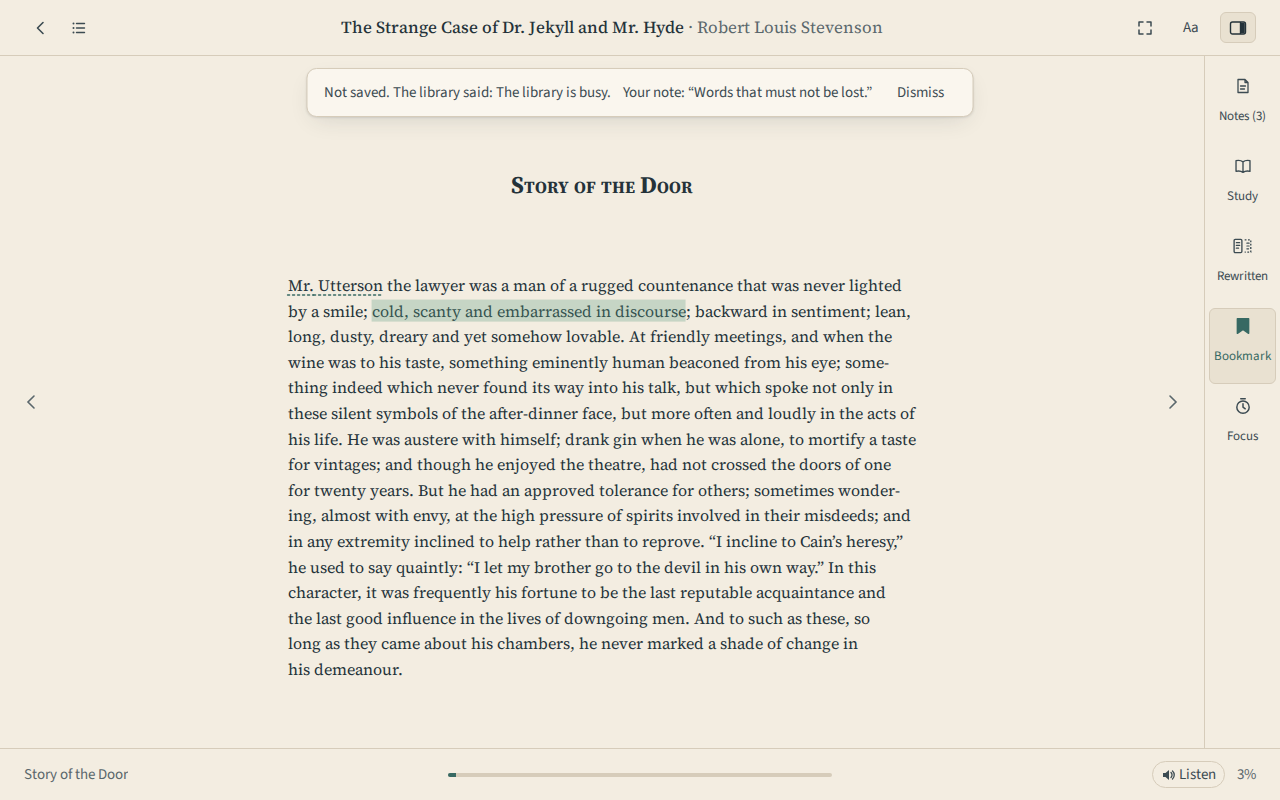 The Strange Case of Dr. Jekyll and Mr. Hyde · Robert Louis Stevenson
Aa
Not saved. The library said: The library is busy. Your note: “Words that must not be lost.” Dismiss
Notes (3)
Study
Rewritten
Bookmark
Focus
Story of the Door
Mr. Utterson the lawyer was a man of a rugged countenance that was never lighted
by a smile; cold, scanty and embarrassed in discourse; backward in sentiment; lean,
long, dusty, dreary and yet somehow lovable. At friendly meetings, and when the
wine was to his taste, something eminently human beaconed from his eye; some-
thing indeed which never found its way into his talk, but which spoke not only in
these silent symbols of the after-dinner face, but more often and loudly in the acts of
his life. He was austere with himself; drank gin when he was alone, to mortify a taste
for vintages; and though he enjoyed the theatre, had not crossed the doors of one
for twenty years. But he had an approved tolerance for others; sometimes wonder-
ing, almost with envy, at the high pressure of spirits involved in their misdeeds; and
in any extremity inclined to help rather than to reprove. “I incline to Cain’s heresy,”
he used to say quaintly: “I let my brother go to the devil in his own way.” In this
character, it was frequently his fortune to be the last reputable acquaintance and
the last good influence in the lives of downgoing men. And to such as these, so
long as they came about his chambers, he never marked a shade of change in
his demeanour.
Story of the Door
Listen
3%